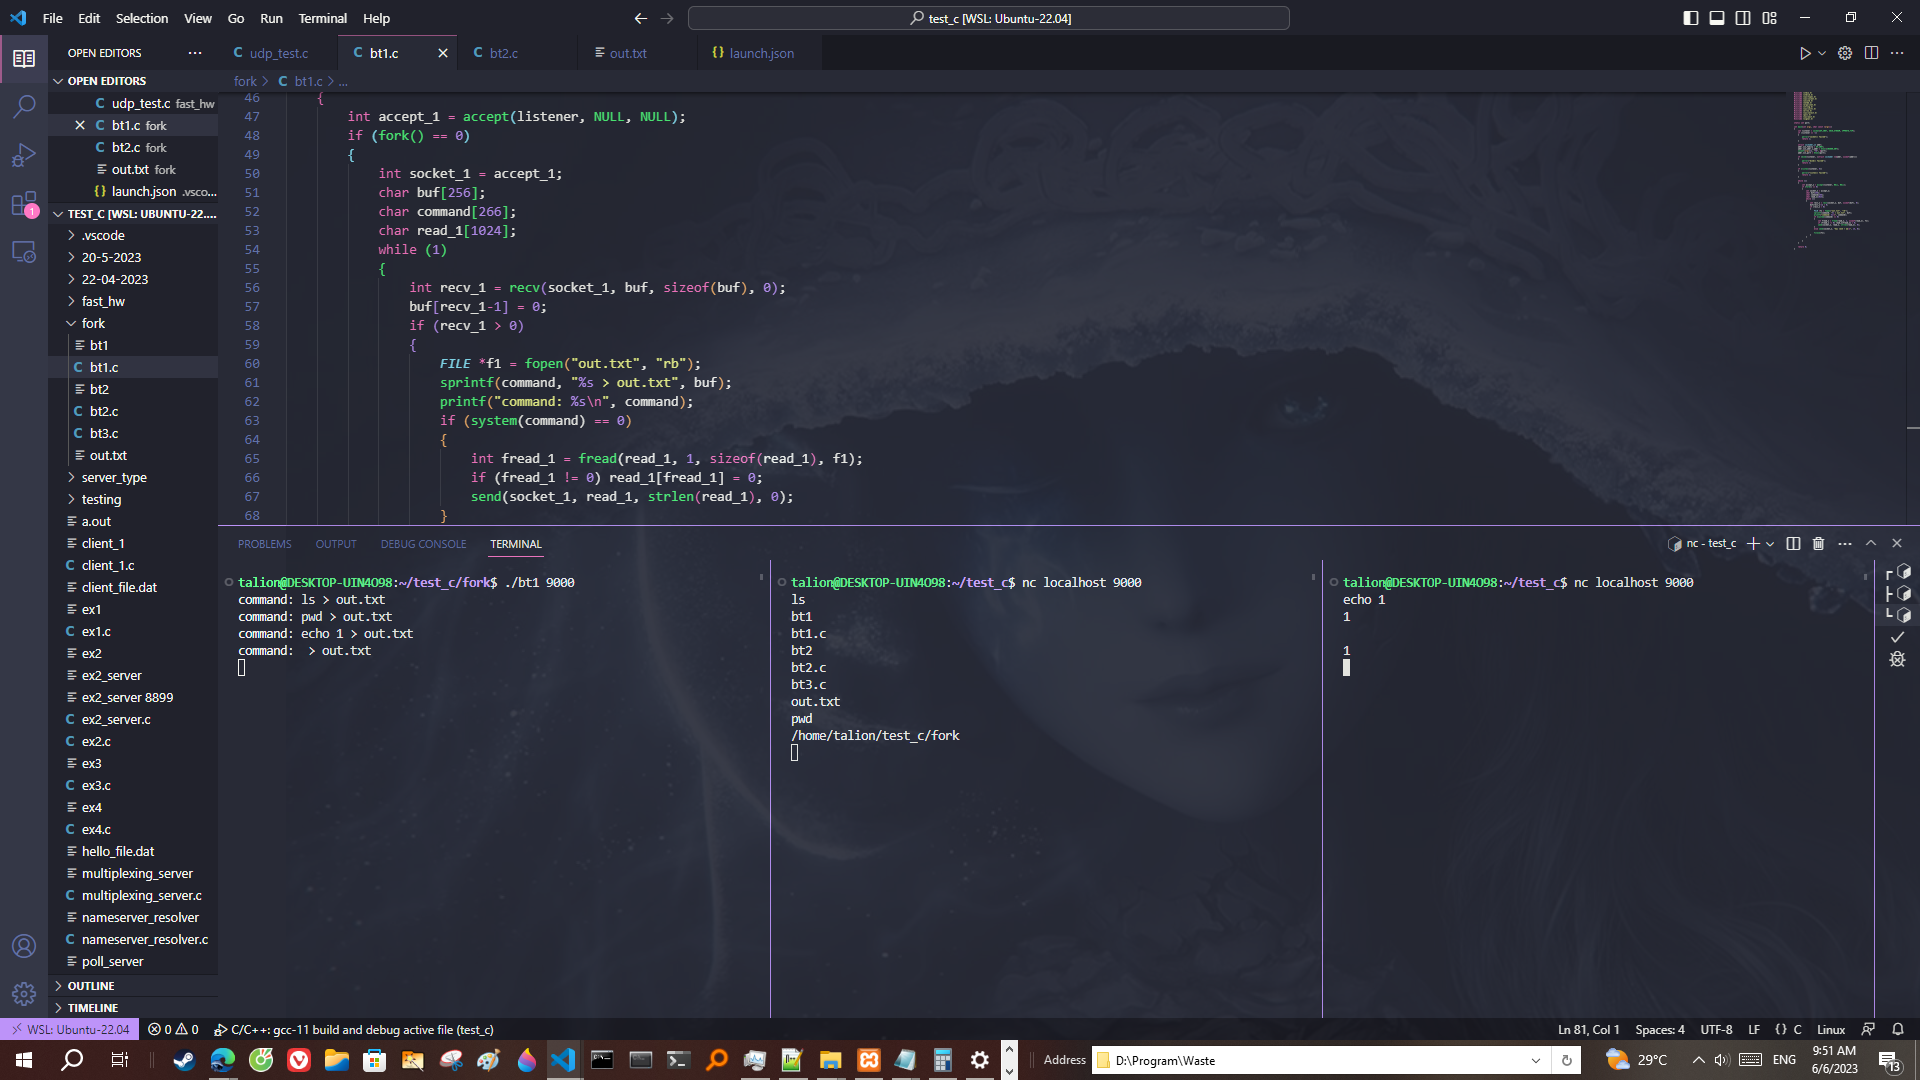 File Edit Selection View Go Run Terminal Help
test_c [WSL: Ubuntu-22.04]
OPEN EDITORS
udp_test.c
bt1.c
bt2.c
out.txt
launch.json
OPEN EDITORS
udp_test.c fast_hw
bt1.c fork
bt2.c fork
out.txt fork
launch.json .vsco...
TEST_C [WSL: UBUNTU-22....
.vscode
20-5-2023
22-04-2023
fast_hw
fork
bt1
bt1.c
bt2
bt2.c
bt3.c
out.txt
server_type
testing
a.out
client_1
client_1.c
client_file.dat
ex1
ex1.c
ex2
ex2_server
ex2_server 8899
ex2_server.c
ex2.c
ex3
ex3.c
ex4
ex4.c
hello_file.dat
multiplexing_server
multiplexing_server.c
nameserver_resolver
nameserver_resolver.c
poll_server
OUTLINE
TIMELINE
fork > C bt1.c > ...
46 {
47 int accept_1 = accept(listener, NULL, NULL);
48 if (fork() == 0)
49 {
50 int socket_1 = accept_1;
51 char buf[256];
52 char command[266];
53 char read_1[1024];
54 while (1)
55 {
56 int recv_1 = recv(socket_1, buf, sizeof(buf), 0);
57 buf[recv_1-1] = 0;
58 if (recv_1 > 0)
59 {
60 FILE *f1 = fopen("out.txt", "rb");
61 sprintf(command, "%s > out.txt", buf);
62 printf("command: %s\n", command);
63 if (system(command) == 0)
64 {
65 int fread_1 = fread(read_1, 1, sizeof(read_1), f1);
66 if (fread_1 != 0) read_1[fread_1] = 0;
67 send(socket_1, read_1, strlen(read_1), 0);
68 }
PROBLEMS OUTPUT DEBUG CONSOLE TERMINAL
nc - test_c
talion@DESKTOP-UIN4O98:~/test_c/fork$ ./bt1 9000
command: ls > out.txt
command: pwd > out.txt
command: echo 1 > out.txt
command:  > out.txt
talion@DESKTOP-UIN4O98:~/test_c$ nc localhost 9000
ls
bt1
bt1.c
bt2
bt2.c
bt3.c
out.txt
pwd
/home/talion/test_c/fork
talion@DESKTOP-UIN4O98:~/test_c$ nc localhost 9000
echo 1
1
1
WSL: Ubuntu-22.04 0 0 C/C++: gcc-11 build and debug active file (test_c)
Ln 81, Col 1 Spaces: 4 UTF-8 LF {} C Linux
Address D:\Program\Waste
29°C
ENG
9:51 AM
6/6/2023
13